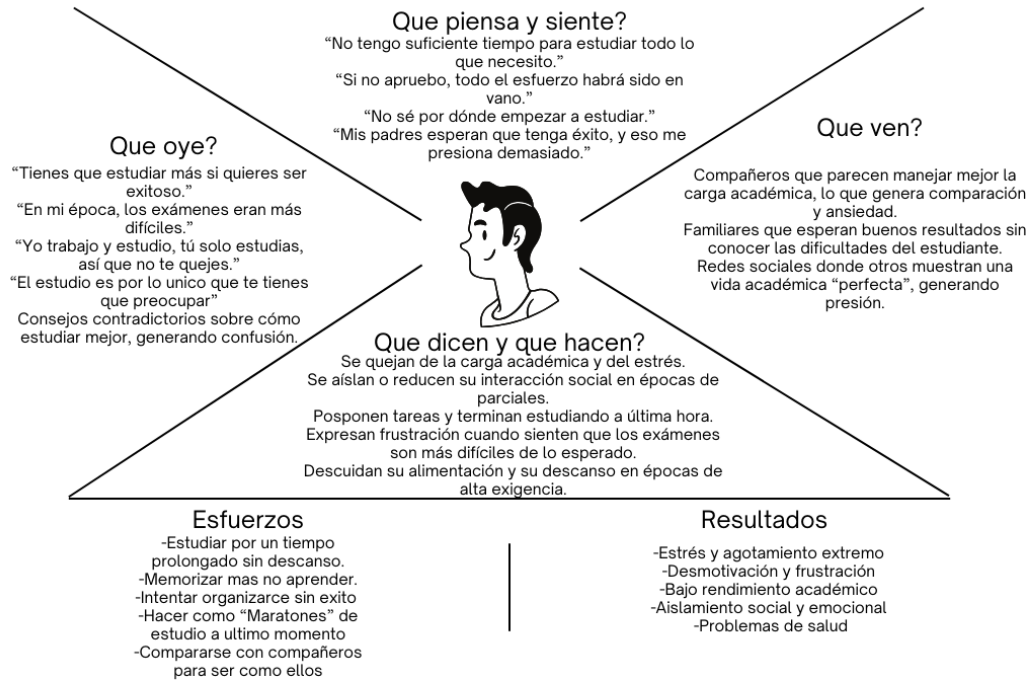 Que piensa y siente?
“No tengo suficiente tiempo para estudiar todo lo
que necesito.”
“Si no apruebo, todo el esfuerzo habrá sido en
vano.”
“No sé por dónde empezar a estudiar.”
“Mis padres esperan que tenga éxito, y eso me
presiona demasiado.”
Que oye?
“Tienes que estudiar más si quieres ser
exitoso.”
“En mi época, los exámenes eran más
difíciles.”
“Yo trabajo y estudio, tú solo estudias,
así que no te quejes.”
“El estudio es por lo unico que te tienes
que preocupar”
Consejos contradictorios sobre cómo
estudiar mejor, generando confusión.
Que ven?
Compañeros que parecen manejar mejor la
carga académica, lo que genera comparación
y ansiedad.
Familiares que esperan buenos resultados sin
conocer las dificultades del estudiante.
Redes sociales donde otros muestran una
vida académica “perfecta”, generando
presión.
Que dicen y que hacen?
Se quejan de la carga académica y del estrés.
Se aíslan o reducen su interacción social en épocas de
parciales.
Posponen tareas y terminan estudiando a última hora.
Expresan frustración cuando sienten que los exámenes
son más difíciles de lo esperado.
Descuidan su alimentación y su descanso en épocas de
alta exigencia.
Esfuerzos
-Estudiar por un tiempo
prolongado sin descanso.
-Memorizar mas no aprender.
-Intentar organizarce sin exito
-Hacer como “Maratones” de
estudio a ultimo momento
-Compararse con compañeros
para ser como ellos
Resultados
-Estrés y agotamiento extremo
-Desmotivación y frustración
-Bajo rendimiento académico
-Aislamiento social y emocional
-Problemas de salud